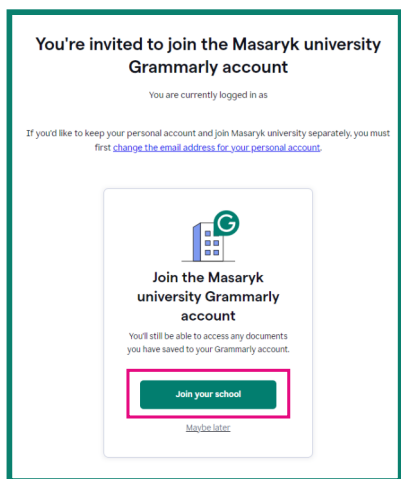 You're invited to join the Masaryk university
Grammarly account
You are currently logged in as
If you'd like to keep your personal account and join Masaryk university separately, you must
first change the email address for your personal account.
G
Join the Masaryk
university Grammarly
account
You'll still be able to access any documents
you have saved to your Grammarly account.
Join your school
Maybe later